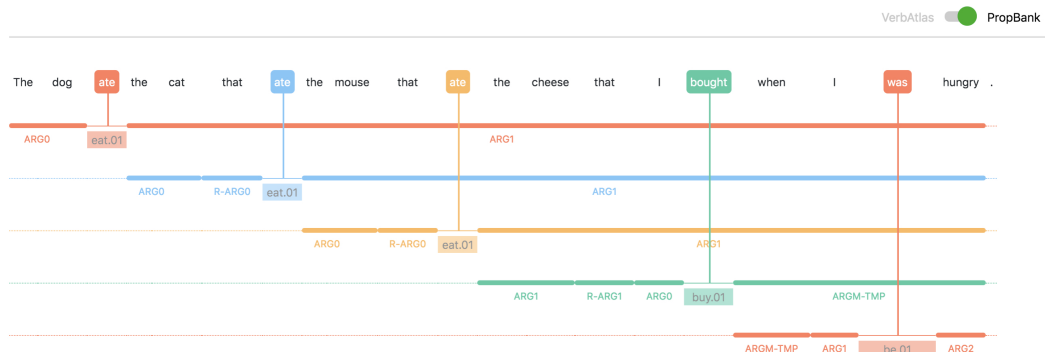 VerbAtlas PropBank
The dog ate the cat that ate the mouse that ate the cheese that I bought when I was hungry .
ARG0 eat.01 ARG1
ARG0 R-ARG0 eat.01 ARG1
ARG0 R-ARG0 eat.01 ARG1
ARG1 R-ARG1 ARG0 buy.01 ARGM-TMP
ARGM-TMP ARG1 be.01 ARG2